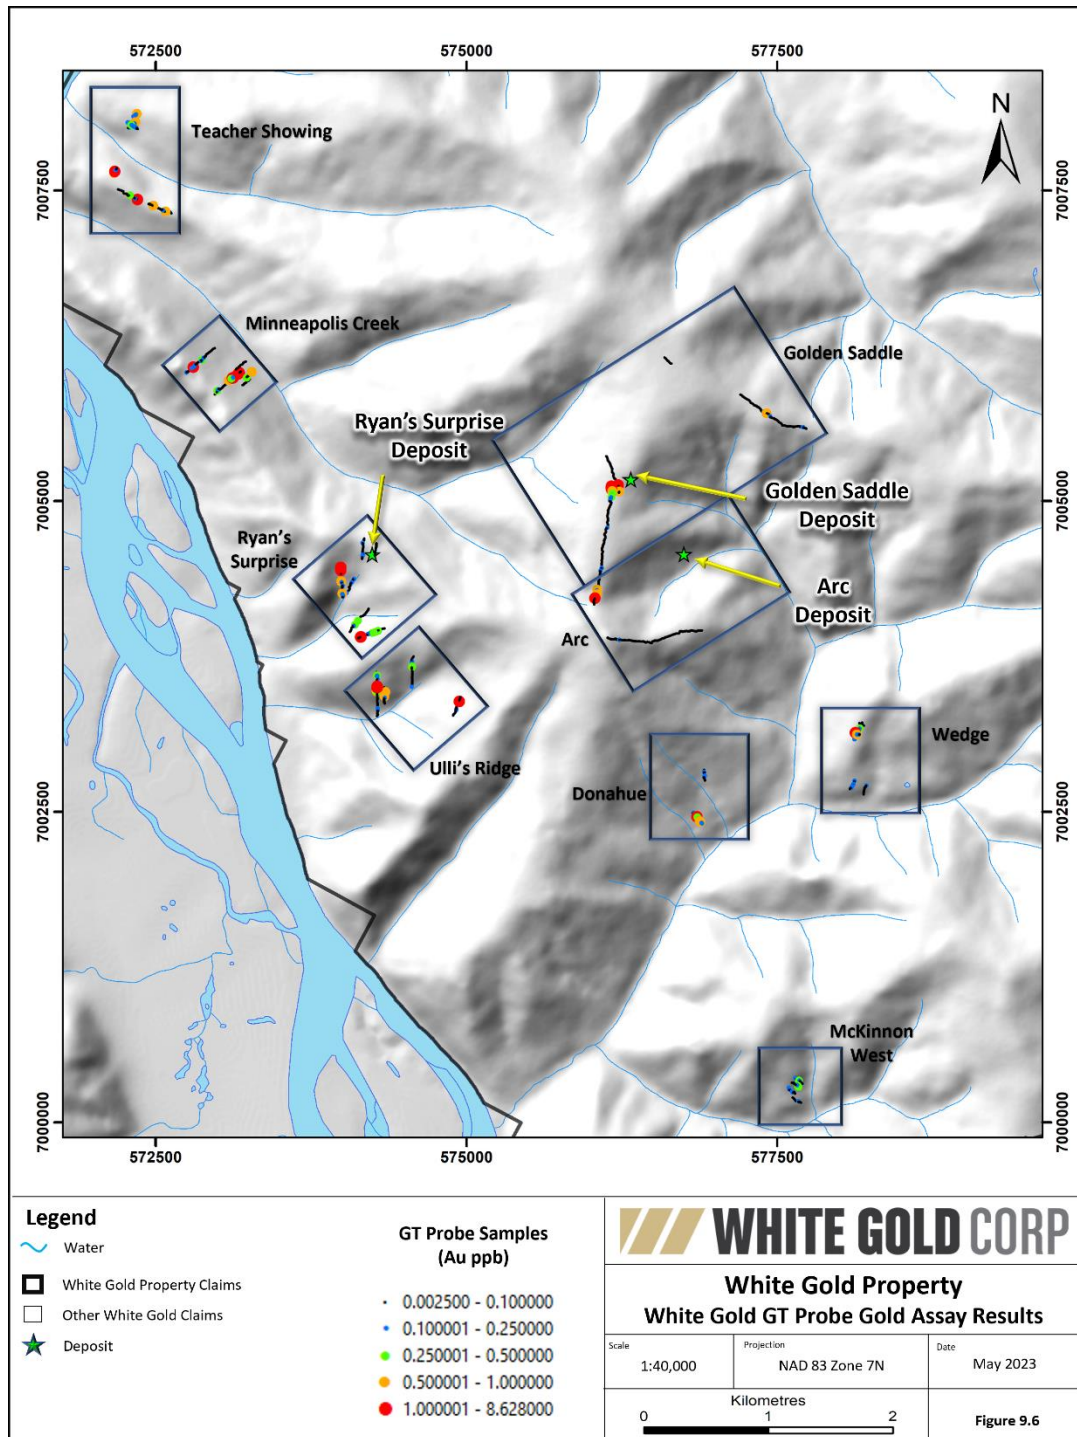 572500 575000 577500
N
Teacher Showing
7007500 7007500
Minneapolis Creek
Golden Saddle
Ryan's Surprise
Deposit
7005000 7005000
Golden Saddle
Deposit
Ryan's
Surprise
Arc
Deposit
Arc
Wedge
Ulli's Ridge
Donahue
7002500 7002500
McKinnon
West
7000000 7000000
572500 575000 577500
Legend
Water
White Gold Property Claims
Other White Gold Claims
Deposit
GT Probe Samples
(Au ppb)
0.002500 - 0.100000
0.100001 - 0.250000
0.250001 - 0.500000
0.500001 - 1.000000
1.000001 - 8.628000
WHITE GOLD CORP
White Gold Property
White Gold GT Probe Gold Assay Results
Scale
1:40,000
Projection
NAD 83 Zone 7N
Date
May 2023
Kilometres
0 1 2
Figure 9.6